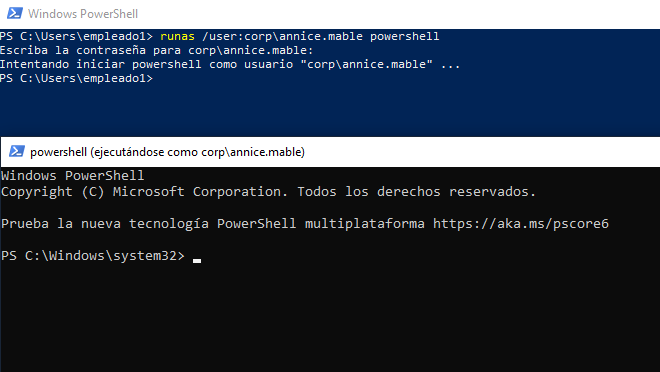 Windows PowerShell
PS C:\Users\empleado1> runas /user:corp\annice.mable powershell
Escriba la contraseña para corp\annice.mable:
Intentando iniciar powershell como usuario "corp\annice.mable" ...
PS C:\Users\empleado1>
powershell (ejecutándose como corp\annice.mable)
Windows PowerShell
Copyright (C) Microsoft Corporation. Todos los derechos reservados.
Prueba la nueva tecnología PowerShell multiplataforma https://aka.ms/pscore6
PS C:\Windows\system32>